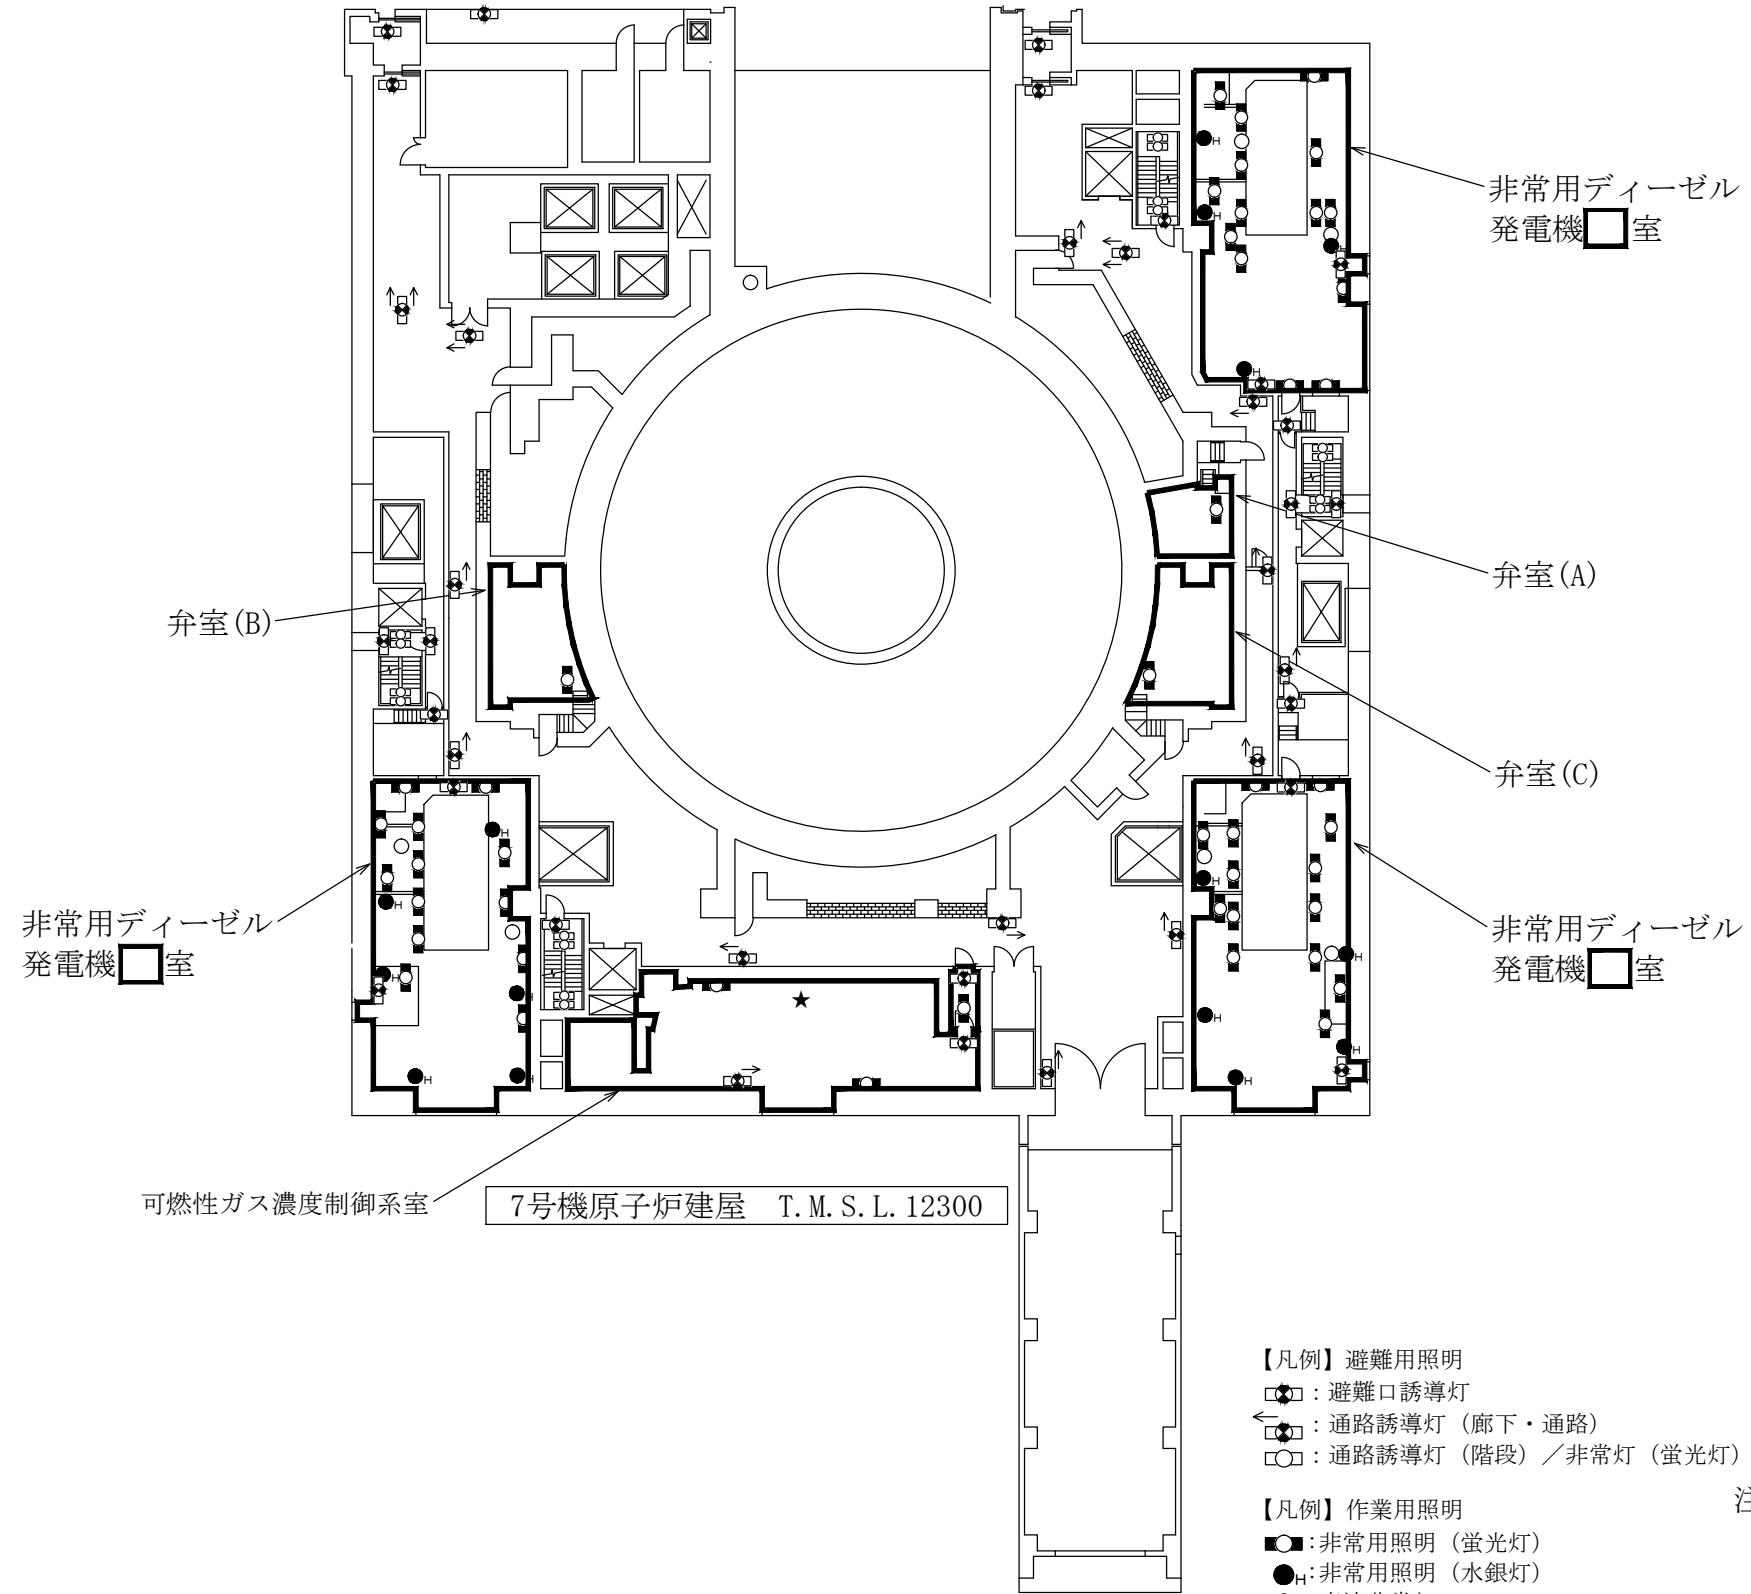 非常用ディーゼル
発電機 室
弁室(A)
弁室(B)
弁室(C)
非常用ディーゼル
発電機 室
非常用ディーゼル
発電機 室
可燃性ガス濃度制御系室
7号機原子炉建屋 T.M.S.L.12300
【凡例】避難用照明
：避難口誘導灯
：通路誘導灯（廊下・通路）
：通路誘導灯（階段）／非常灯（蛍光灯）
注
【凡例】作業用照明
：非常用照明（蛍光灯）
H：非常用照明（水銀灯）